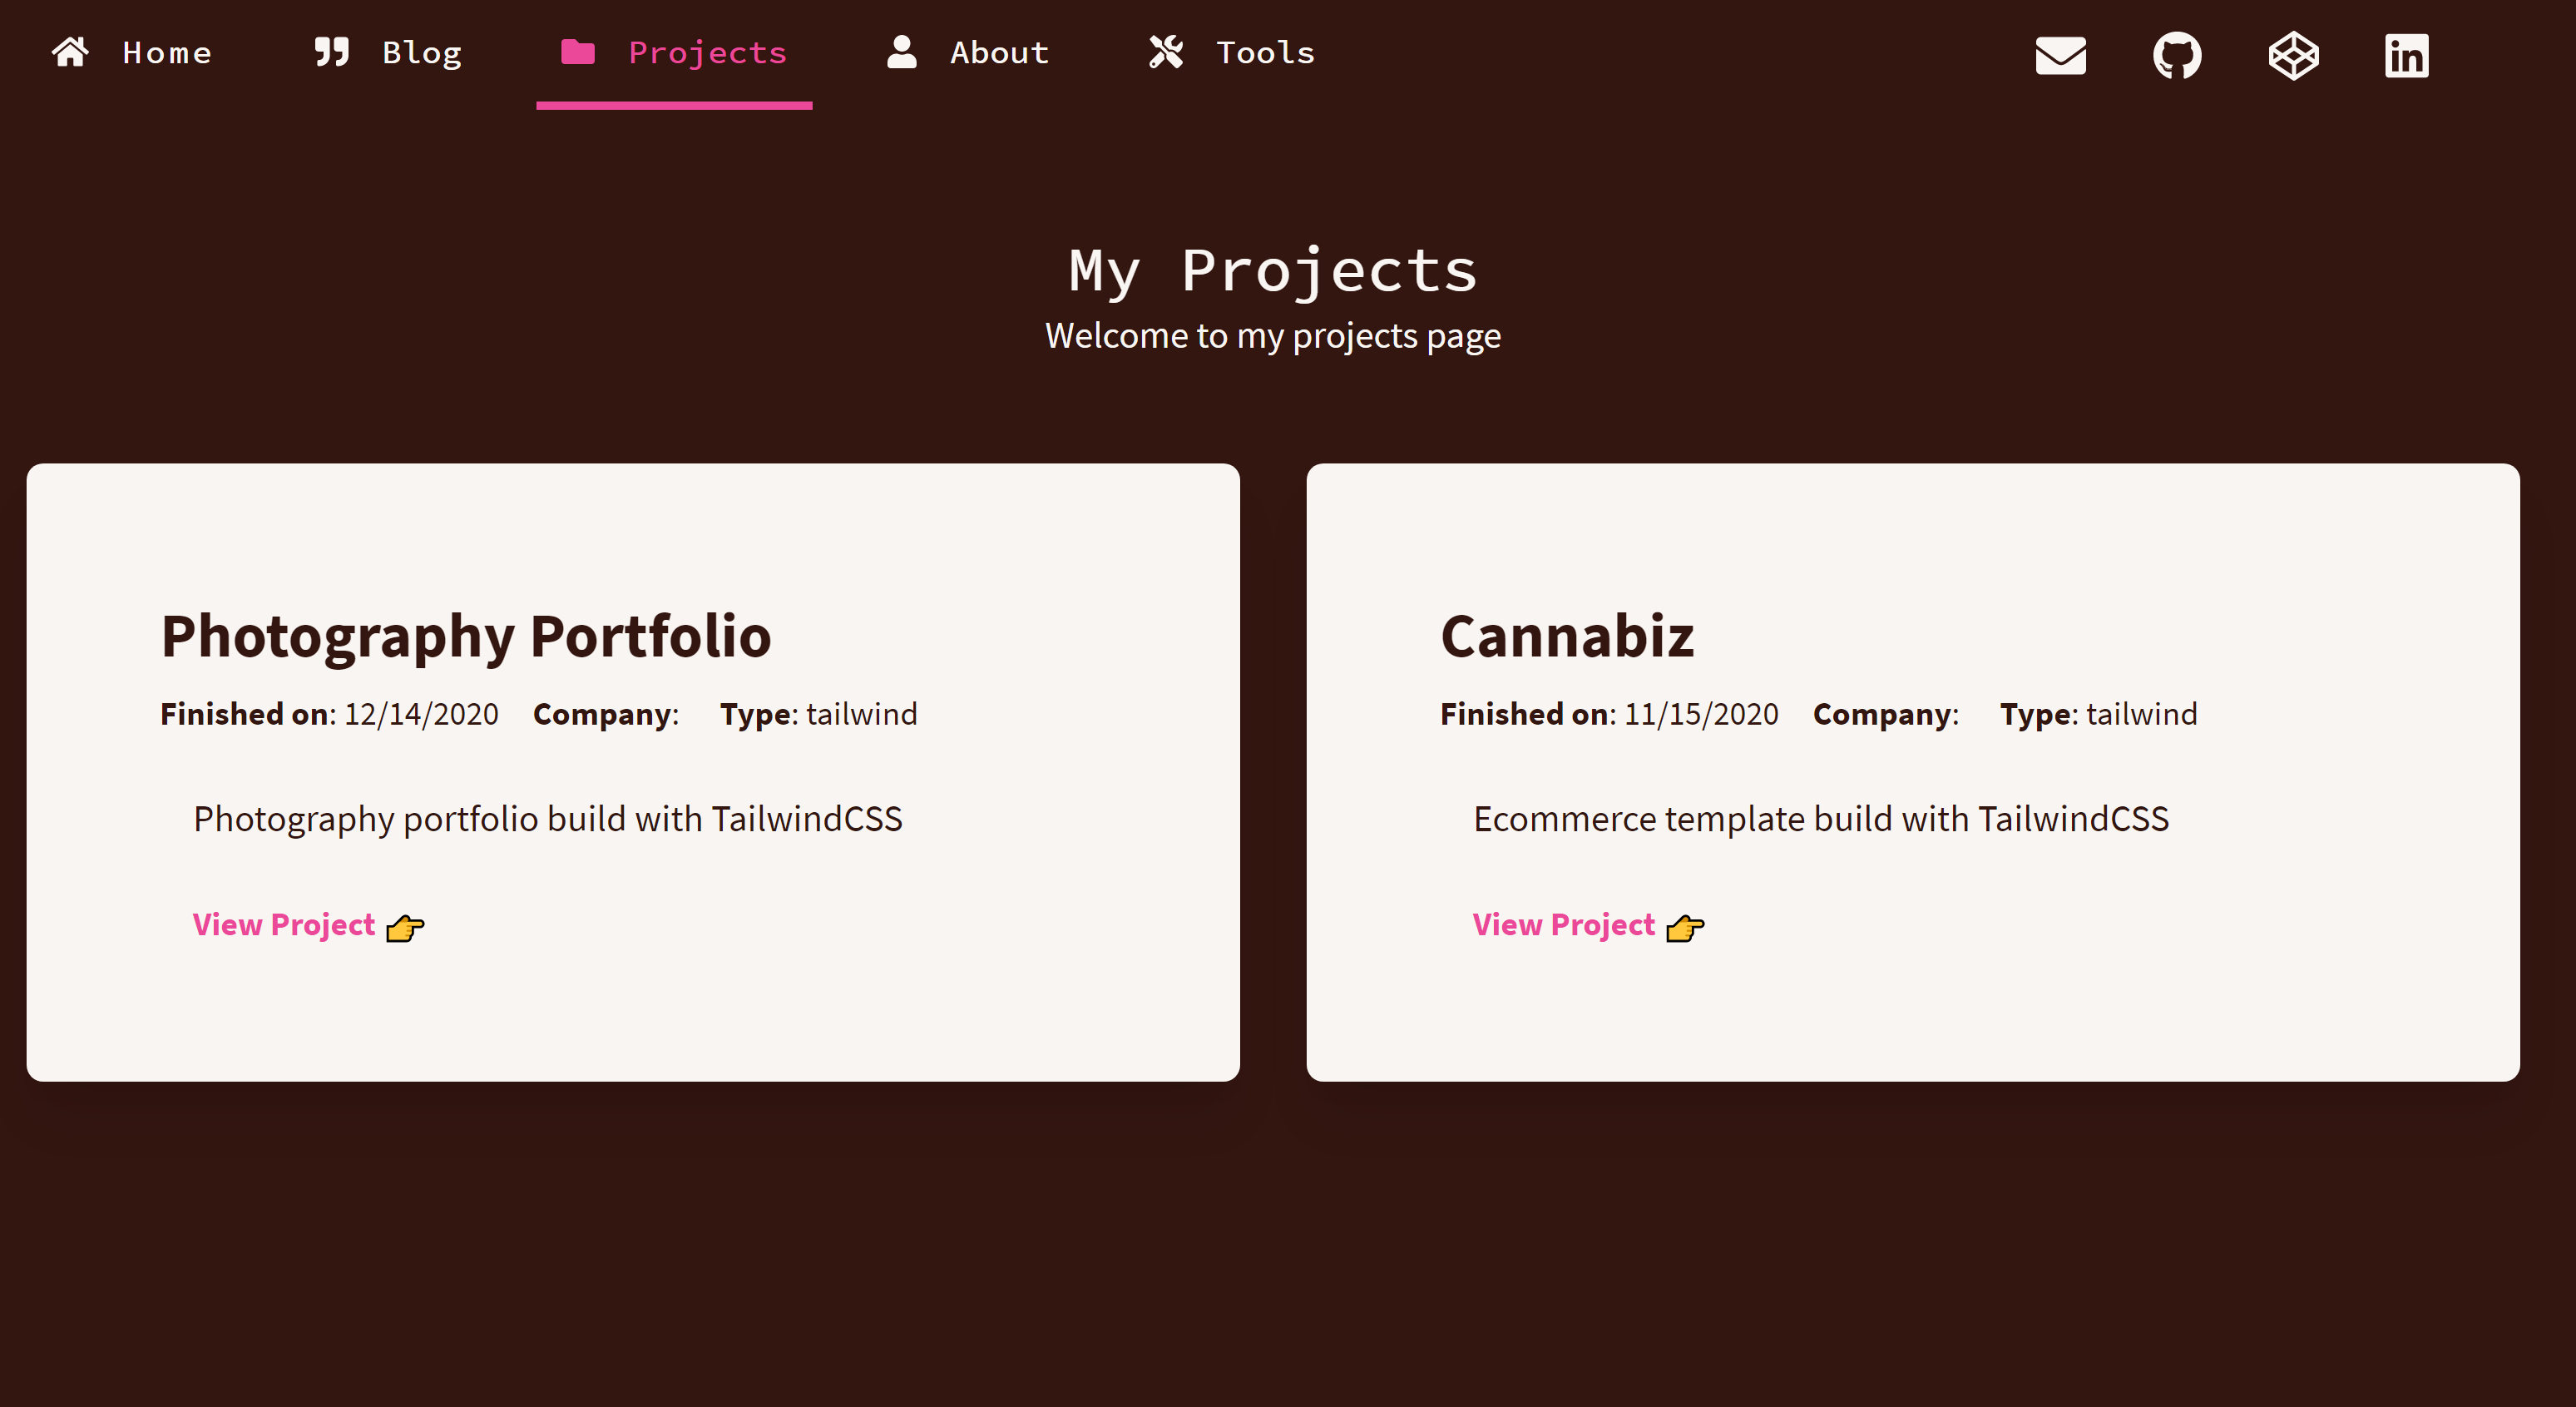 Home Blog Projects About Tools
My Projects
Welcome to my projects page
Photography Portfolio
Finished on: 12/14/2020 Company: Type: tailwind
Photography portfolio build with TailwindCSS
View Project 👉
Cannabiz
Finished on: 11/15/2020 Company: Type: tailwind
Ecommerce template build with TailwindCSS
View Project 👉